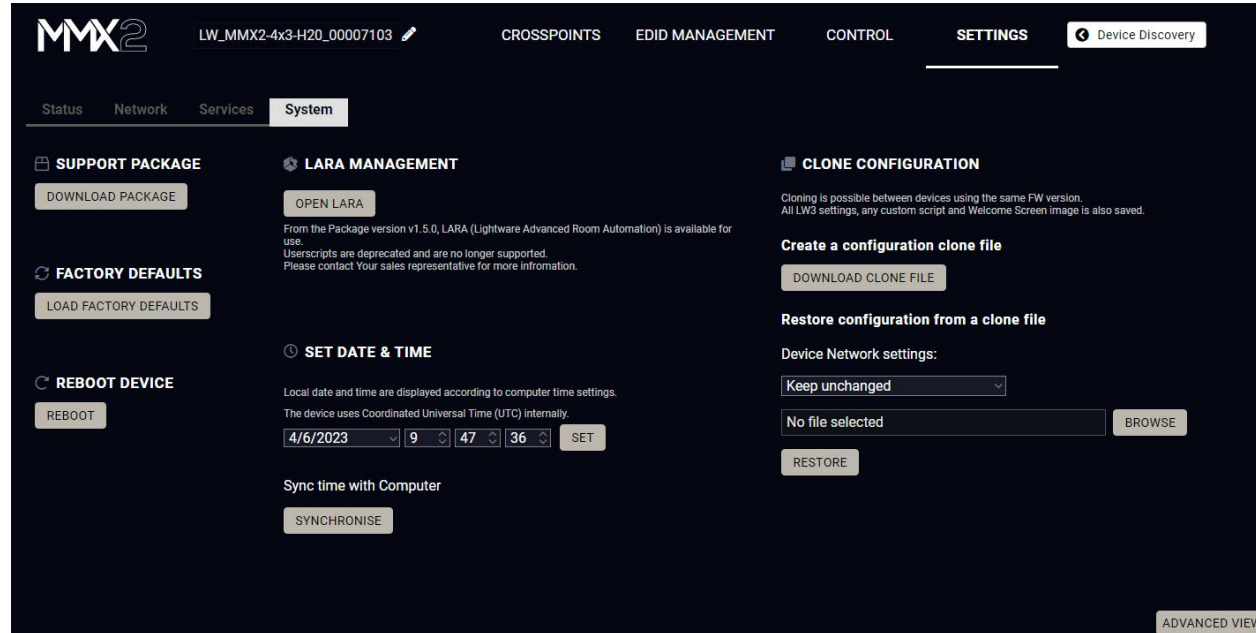 MMX2
LW_MMX2-4x3-H20_00007103
CROSSPOINTS
EDID MANAGEMENT
CONTROL
SETTINGS
Device Discovery
Status
Network
Services
System
SUPPORT PACKAGE
DOWNLOAD PACKAGE
FACTORY DEFAULTS
LOAD FACTORY DEFAULTS
REBOOT DEVICE
REBOOT
LARA MANAGEMENT
OPEN LARA
From the Package version v1.5.0, LARA (Lightware Advanced Room Automation) is available for
use.
Userscripts are deprecated and are no longer supported.
Please contact Your sales representative for more infromation.
SET DATE & TIME
Local date and time are displayed according to computer time settings.
The device uses Coordinated Universal Time (UTC) internally.
4/6/2023 9 47 36 SET
Sync time with Computer
SYNCHRONISE
CLONE CONFIGURATION
Cloning is possible between devices using the same FW version.
All LW3 settings, any custom script and Welcome Screen image is also saved.
Create a configuration clone file
DOWNLOAD CLONE FILE
Restore configuration from a clone file
Device Network settings:
Keep unchanged
No file selected
BROWSE
RESTORE
ADVANCED VIEW